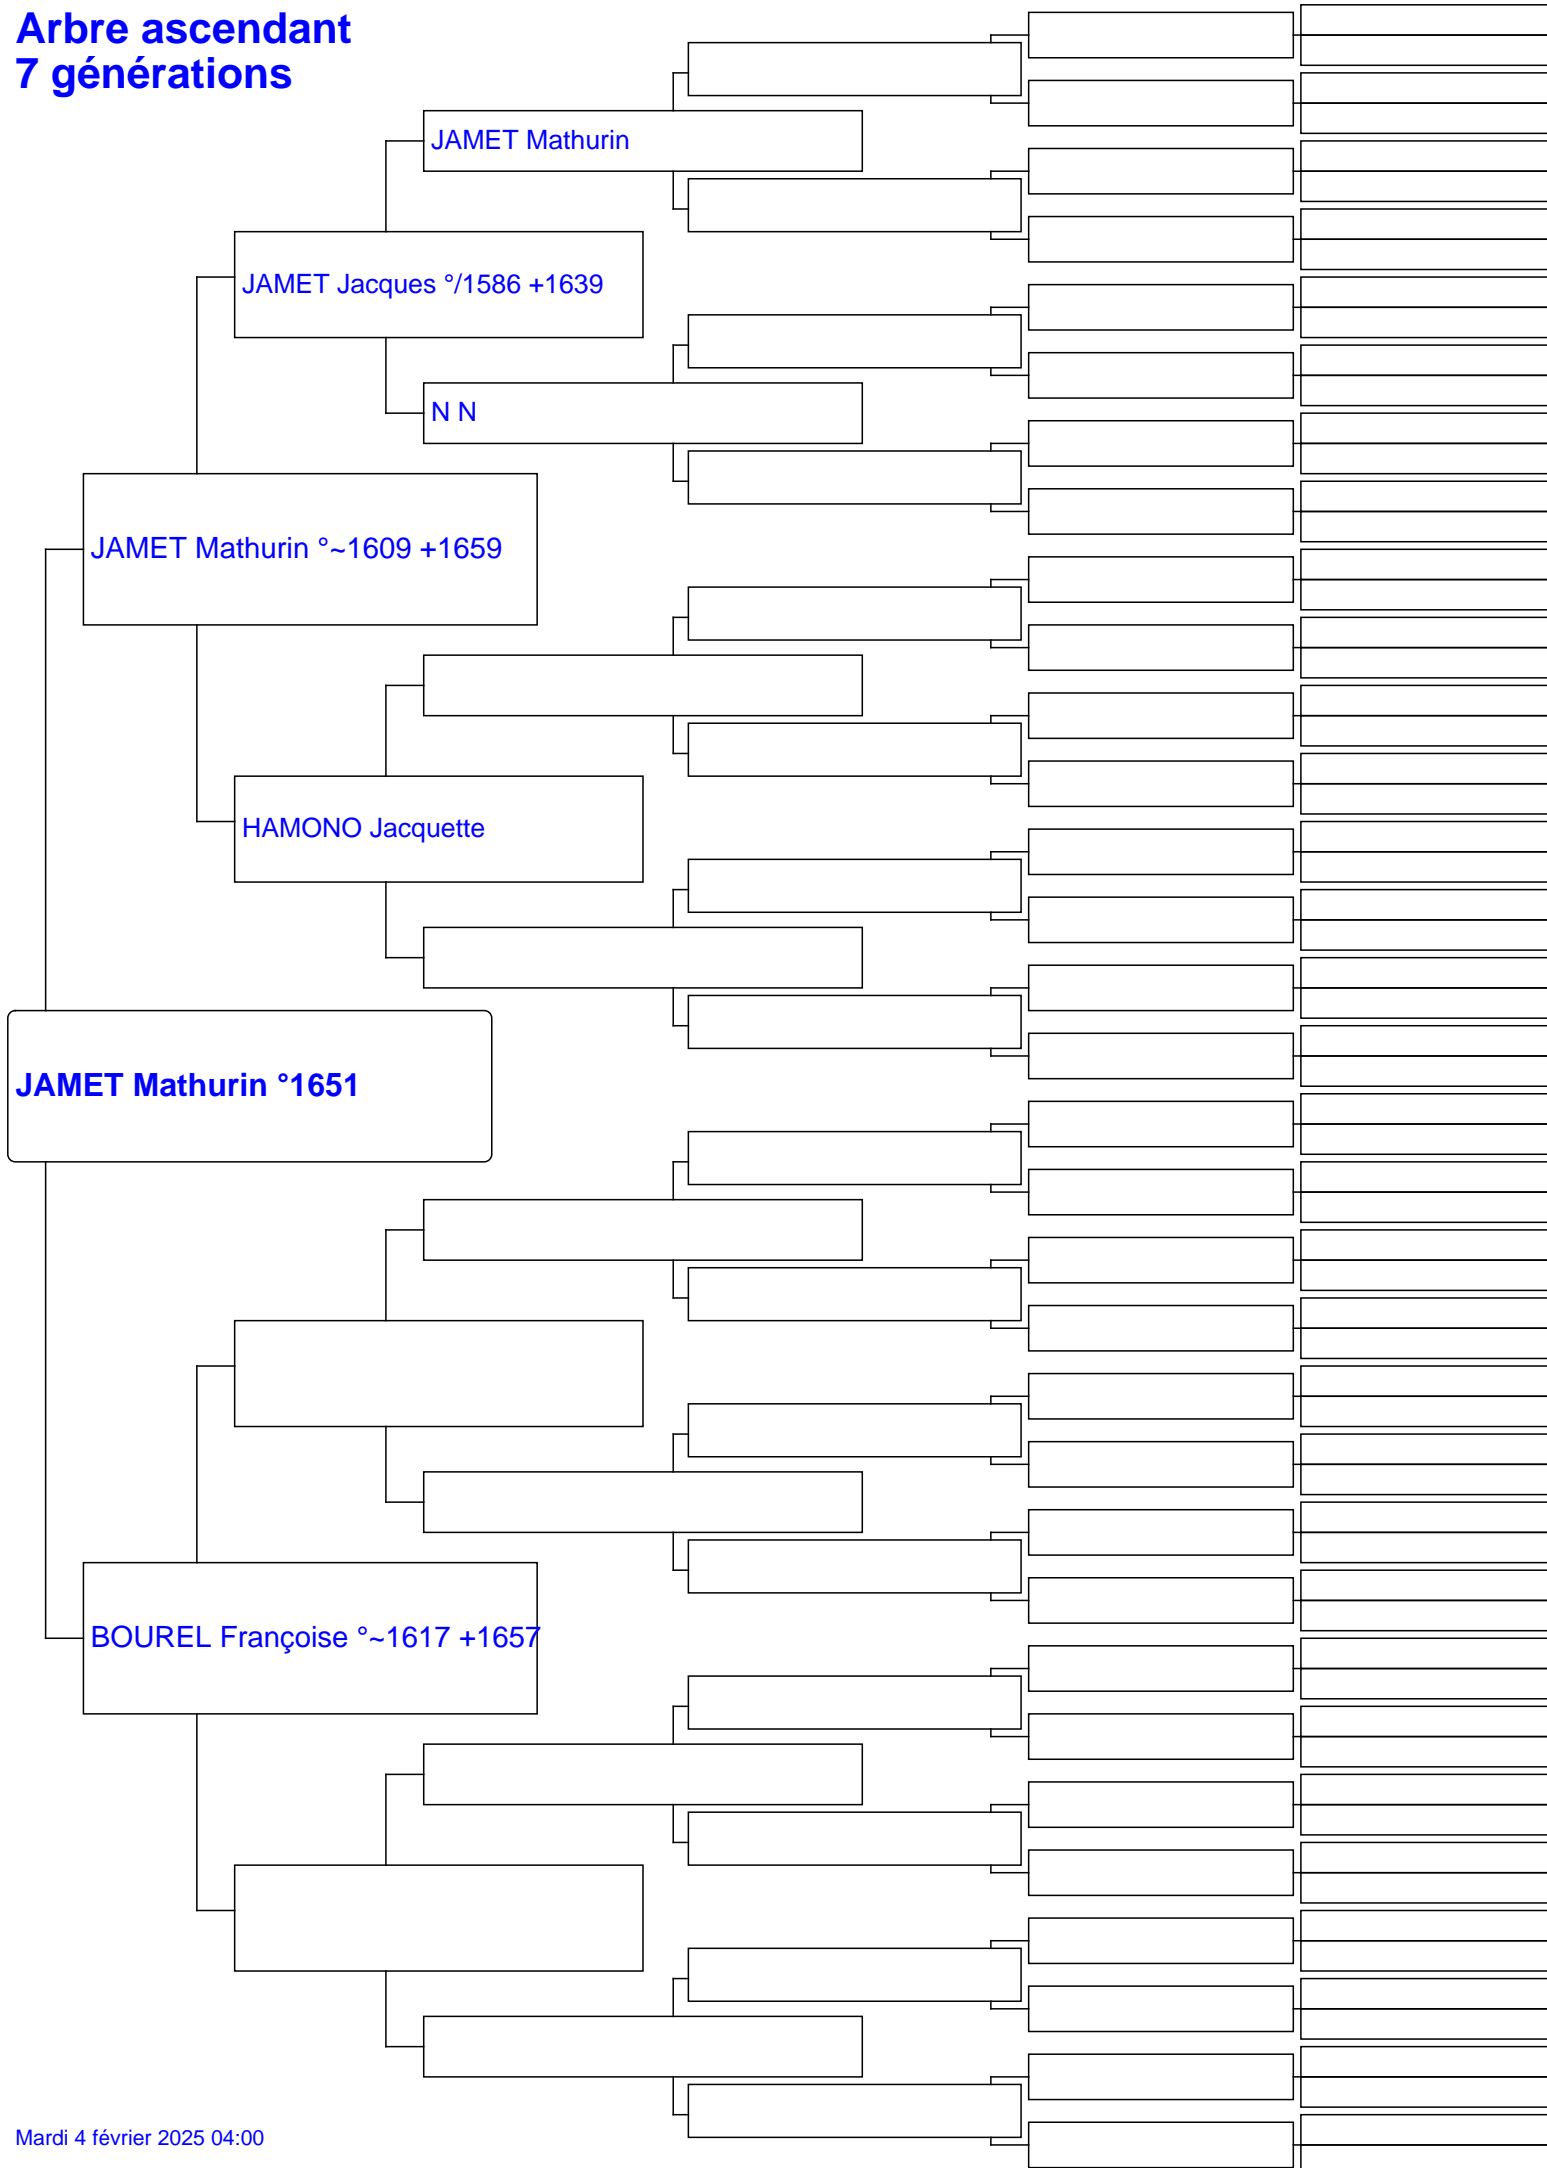 Arbre ascendant
7 générations
JAMET Mathurin
JAMET Jacques °/1586 +1639
N N
JAMET Mathurin °~1609 +1659
HAMONO Jacquette
JAMET Mathurin °1651
BOUREL Françoise °~1617 +1657
Mardi 4 février 2025 04:00